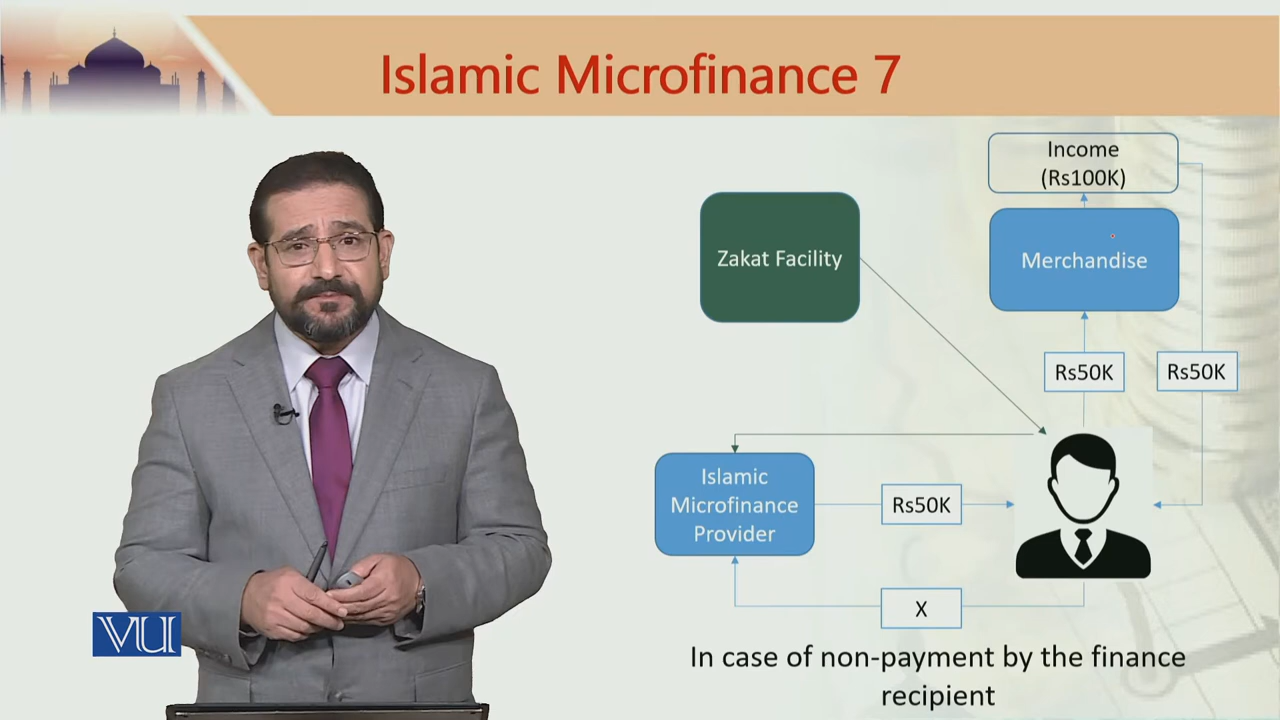 Islamic Microfinance 7
Income
(Rs100K)
Zakat Facility
Merchandise
Rs50K
Rs50K
Islamic
Microfinance
Provider
Rs50K
X
VU
In case of non-payment by the finance
recipient